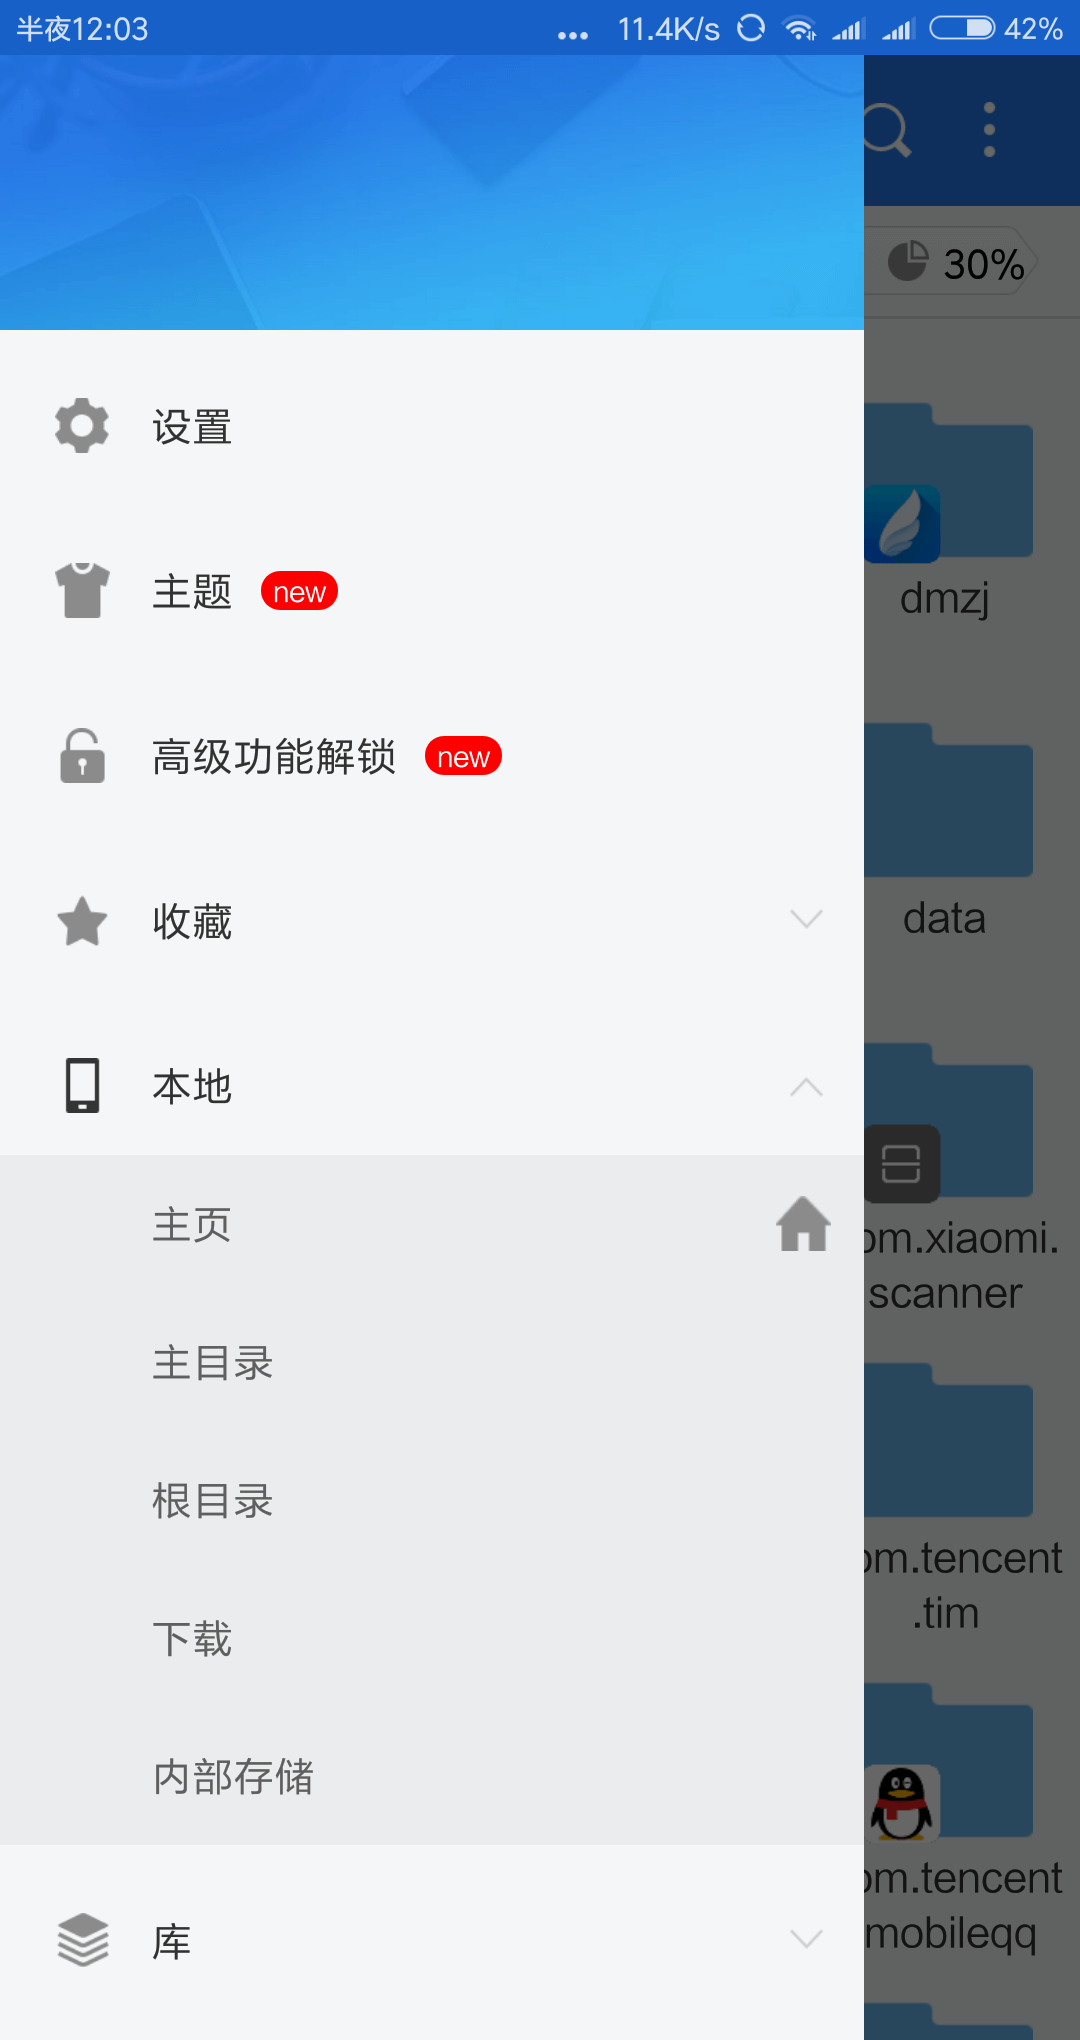 半夜12:03
... 11.4K/s 42%
30%
设置
主题 new
高级功能解锁 new
收藏
本地
主页
主目录
根目录
下载
内部存储
库
dmzj
data
om.xiaomi.
scanner
om.tencent
.tim
om.tencent
mobileqq